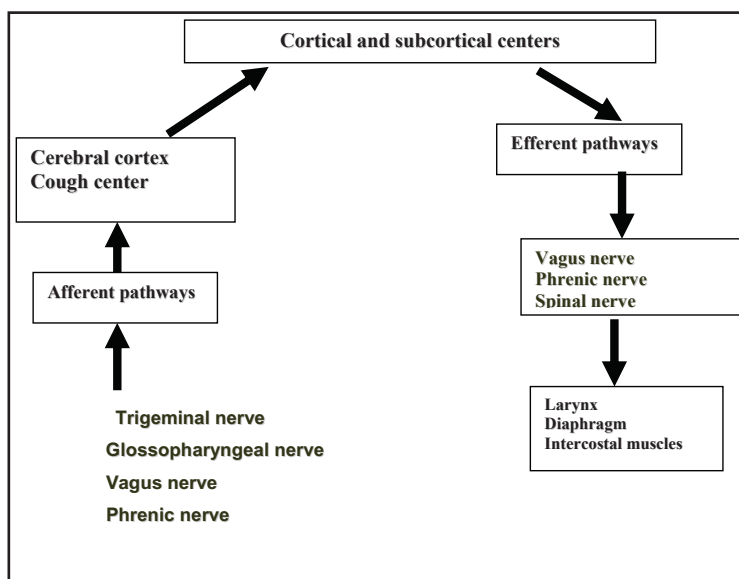 Cortical and subcortical centers
Cerebral cortex
Cough center
Afferent pathways
Trigeminal nerve
Glossopharyngeal nerve
Vagus nerve
Phrenic nerve
Efferent pathways
Vagus nerve
Phrenic nerve
Spinal nerve
Larynx
Diaphragm
Intercostal muscles